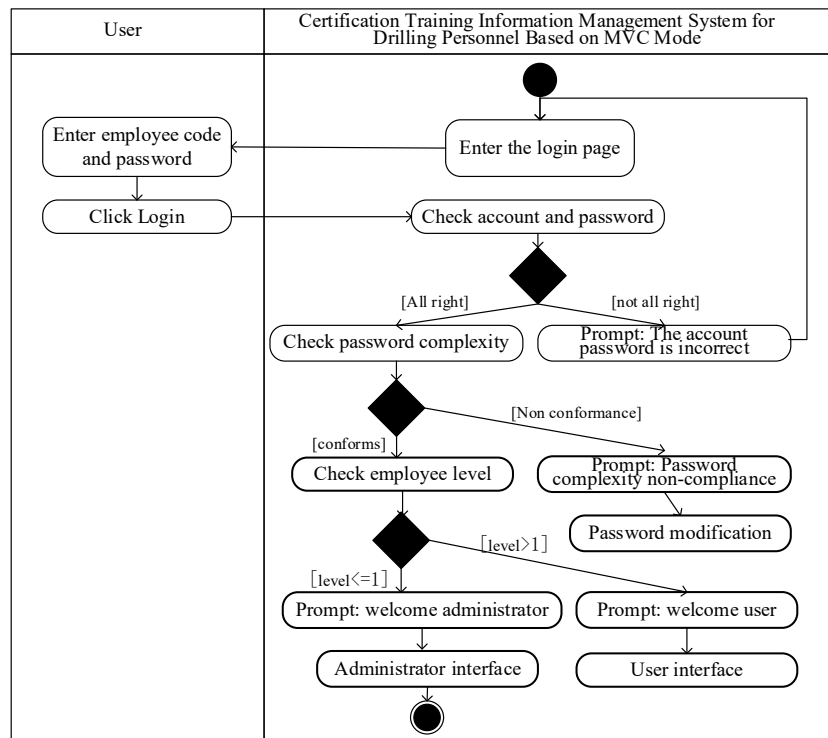 User
Certification Training Information Management System for
Drilling Personnel Based on MVC Mode
Enter employee code
and password
Enter the login page
Click Login
Check account and password
[All right]
[not all right]
Check password complexity
Prompt: The account
password is incorrect
[Non conformance]
[conforms]
Check employee level
Prompt: Password
complexity non-compliance
Password modification
[level>1]
[level<=1]
Prompt: welcome administrator
Prompt: welcome user
Administrator interface
User interface